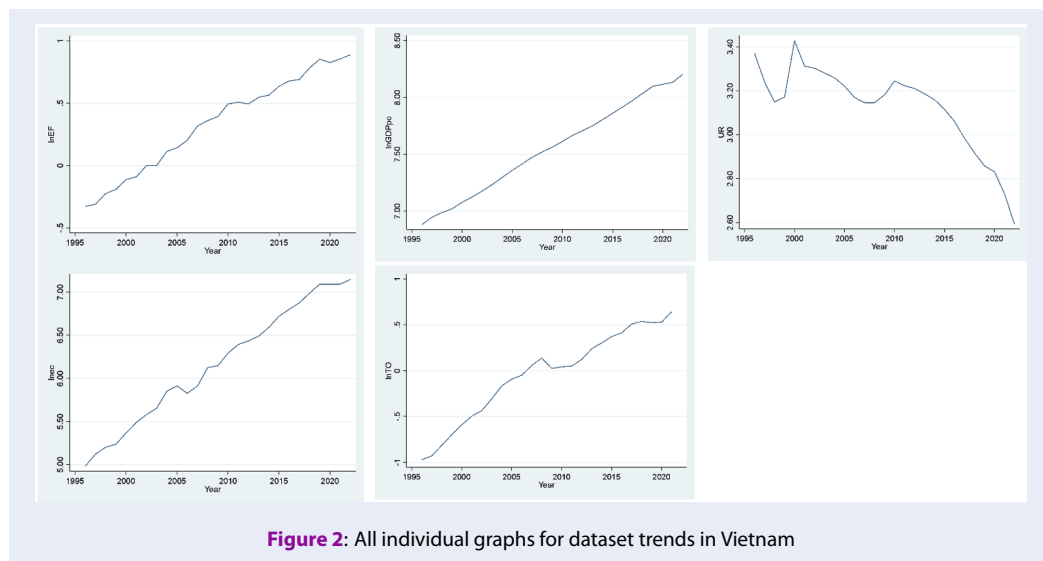 lnEF
1
.5
0
-.5
1995 2000 2005 2010 2015 2020
Year
lnGDPpc
8.50
8.00
7.50
7.00
1995 2000 2005 2010 2015 2020
Year
UR
3.40
3.20
3.00
2.80
2.60
1995 2000 2005 2010 2015 2020
Year
lnec
7.00
6.50
6.00
5.50
5.00
1995 2000 2005 2010 2015 2020
Year
lnTO
1
.5
0
-.5
-1
1995 2000 2005 2010 2015 2020
Year
Figure 2: All individual graphs for dataset trends in Vietnam